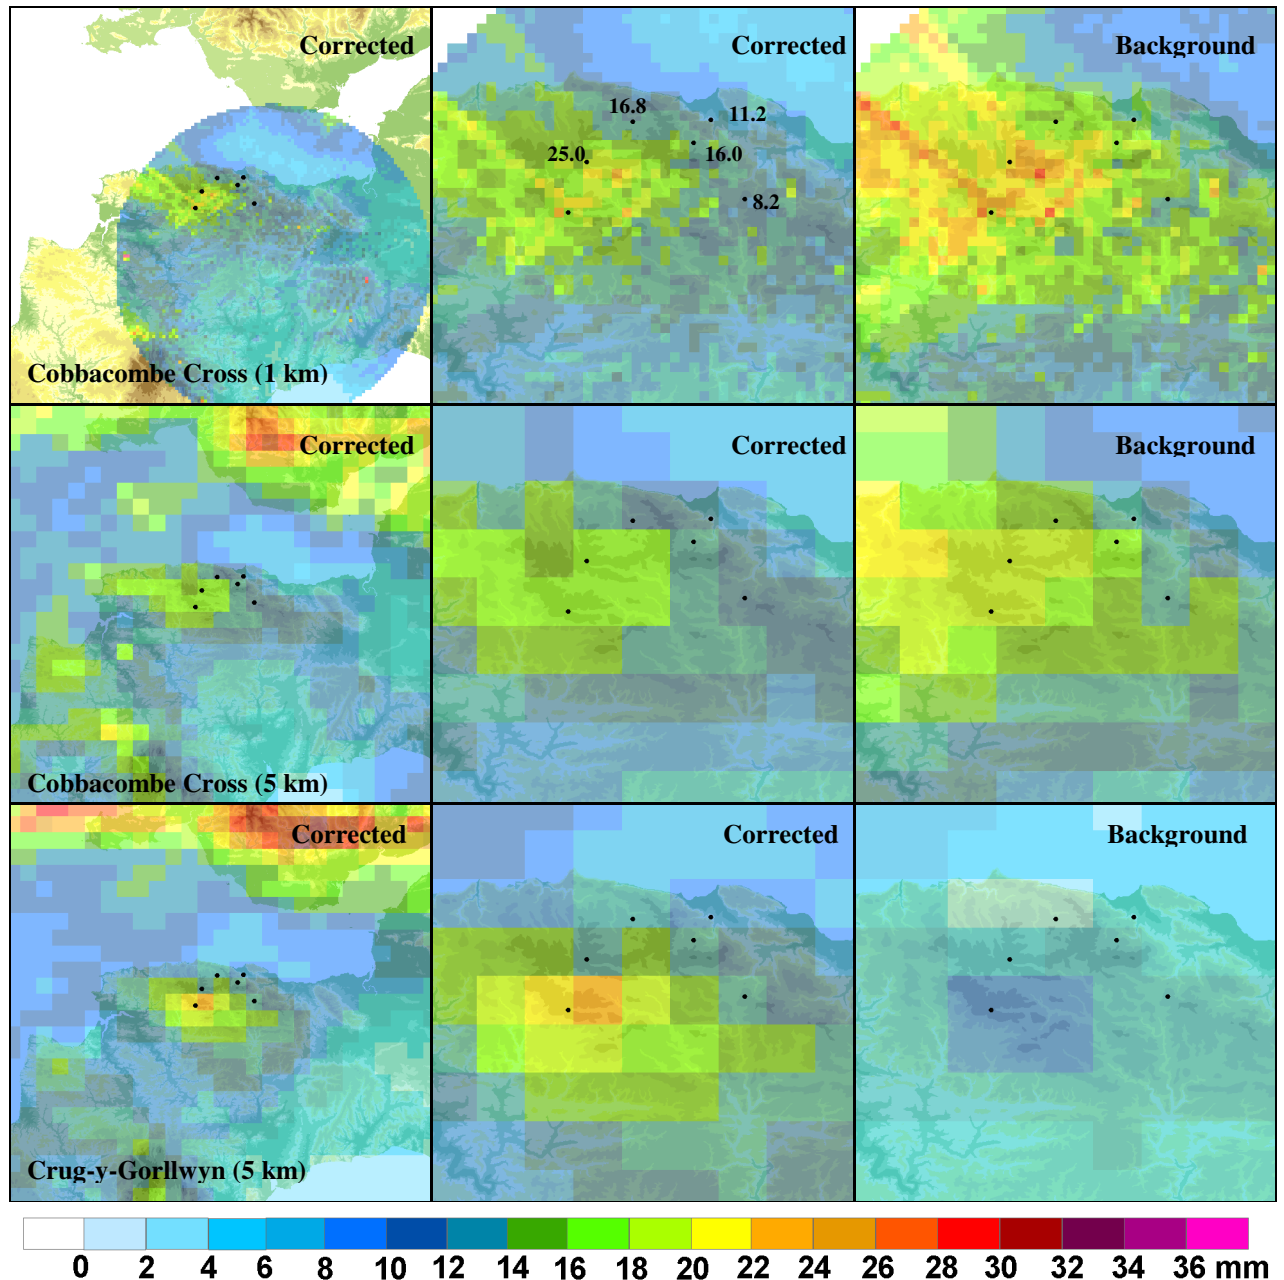 Corrected
Corrected
Background
16.8
11.2
25.0
16.0
8.2
Cobbacombe Cross (1 km)
Corrected
Corrected
Background
Cobbacombe Cross (5 km)
Corrected
Corrected
Background
Crug-y-Gorllwyn (5 km)
0 2 4 6 8 10 12 14 16 18 20 22 24 26 28 30 32 34 36 mm